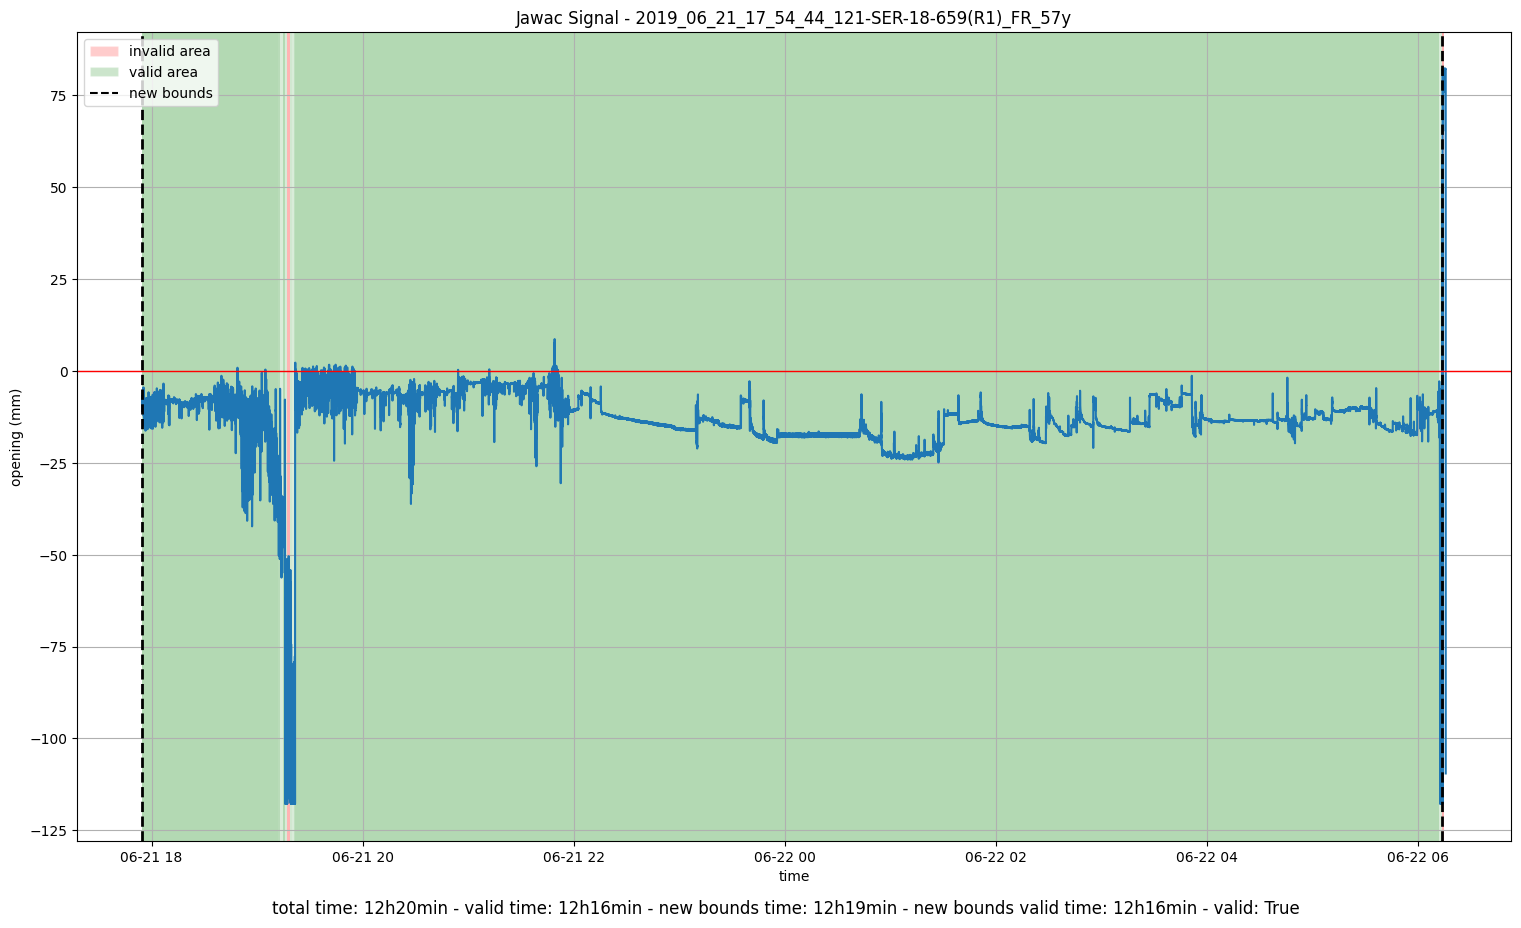 Jawac Signal - 2019_06_21_17_54_44_121-SER-18-659(R1)_FR_57y
invalid area
valid area
new bounds
75
50
25
0
−25
−50
−75
−100
−125
opening (mm)
06-21 18
06-21 20
06-21 22
06-22 00
06-22 02
06-22 04
06-22 06
time
total time: 12h20min - valid time: 12h16min - new bounds time: 12h19min - new bounds valid time: 12h16min - valid: True